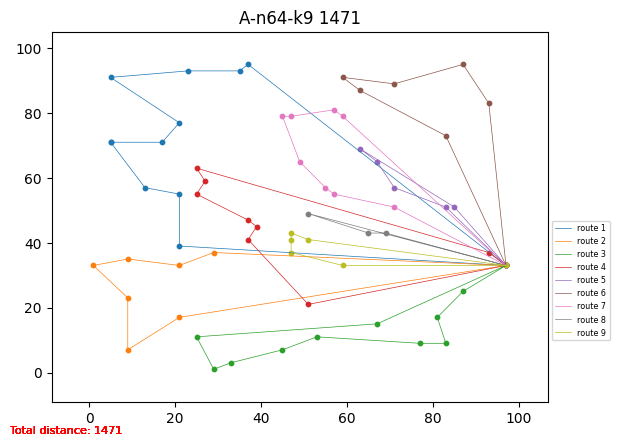 A-n64-k9 1471
100
80
60
40
20
0
0 20 40 60 80 100
route 1
route 2
route 3
route 4
route 5
route 6
route 7
route 8
route 9
Total distance: 1471